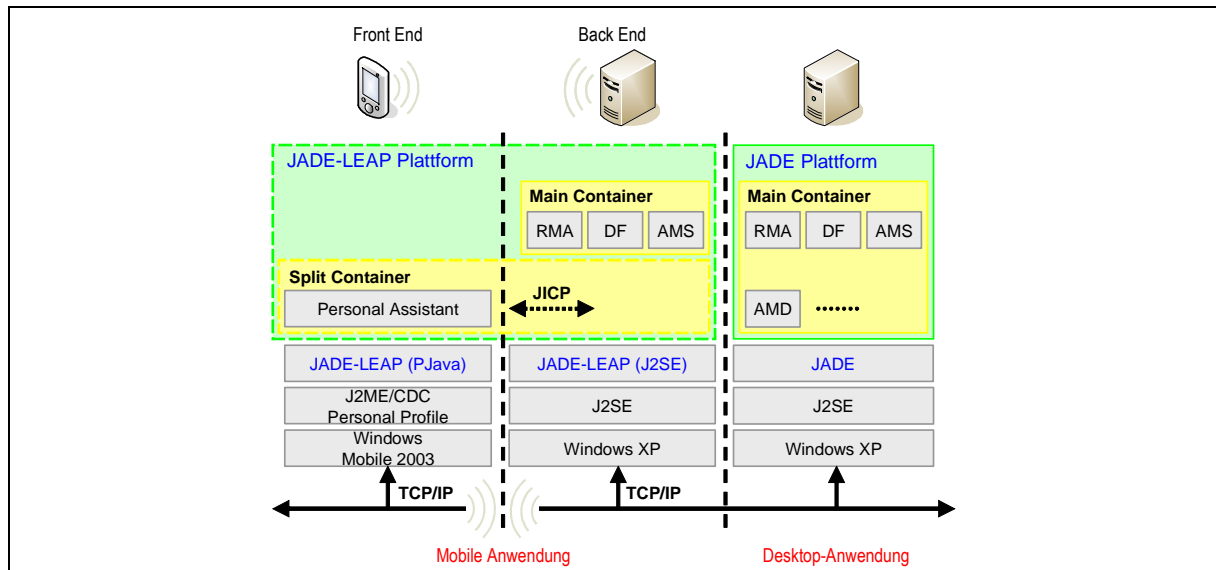 Front End
Back End
JADE-LEAP Plattform
JADE Plattform
Main Container
RMA
DF
AMS
Main Container
RMA
DF
AMS
Split Container
Personal Assistant
JICP
AMD
.......
JADE-LEAP (PJava)
JADE-LEAP (J2SE)
JADE
J2ME/CDC
Personal Profile
J2SE
J2SE
Windows
Mobile 2003
Windows XP
Windows XP
TCP/IP
TCP/IP
Mobile Anwendung
Desktop-Anwendung